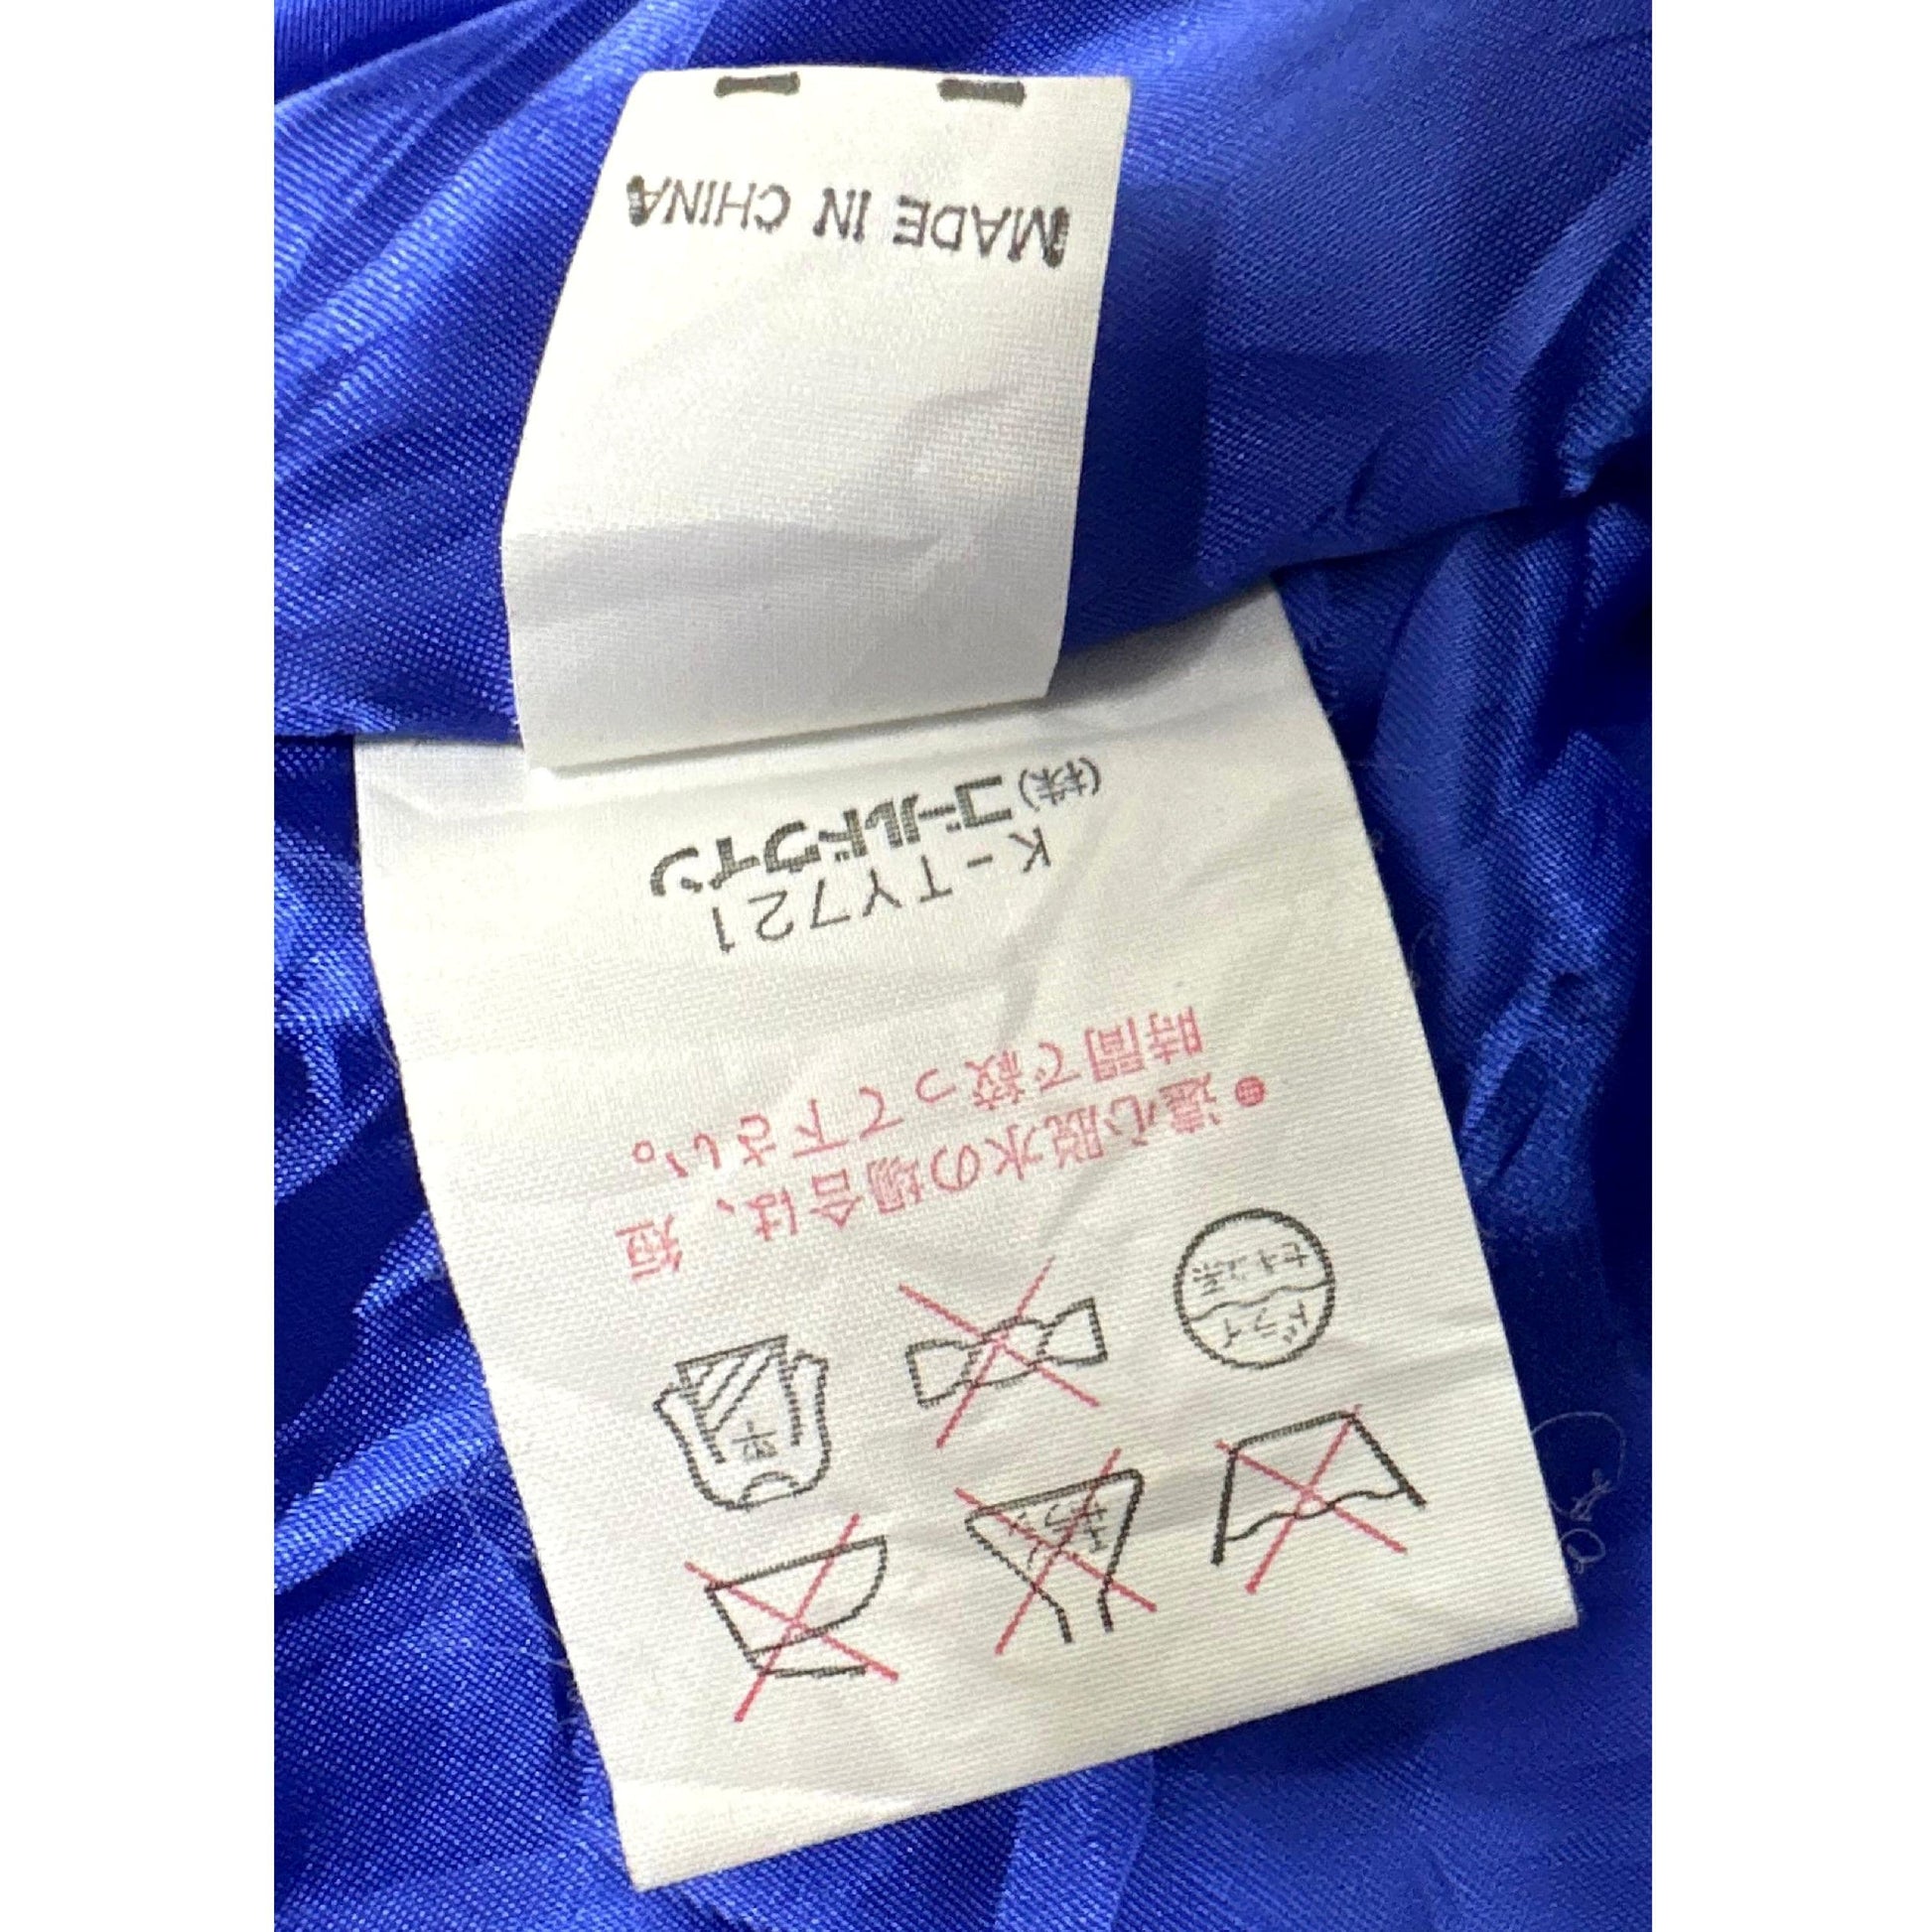 ドライ
セキユ系
平
●遠心脱水の場合は、短
時間で絞って下さい。
K-TY721
(株)ゴールドウイン
MADE IN CHINA